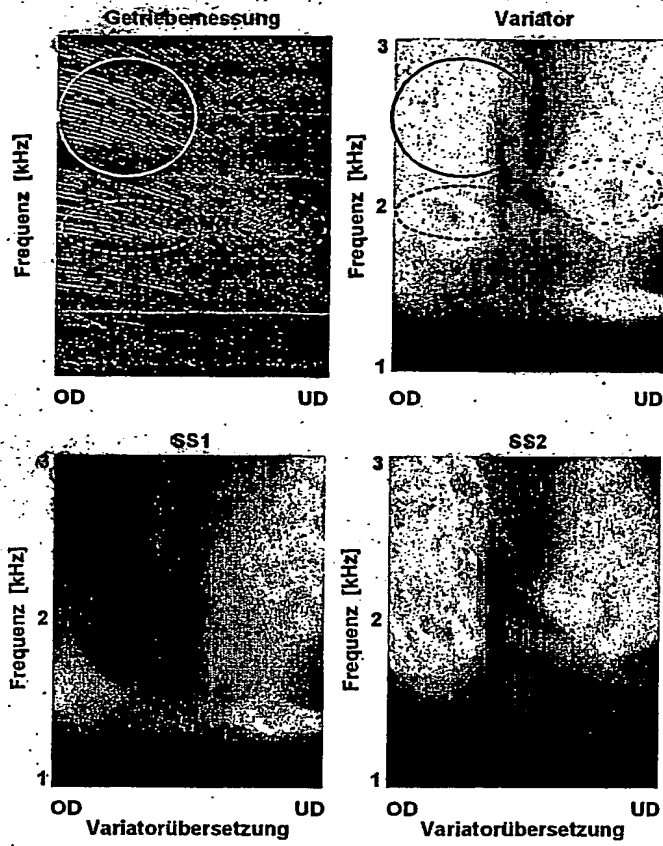 Getriebemessung
Variator
Frequenz [kHz]
Frequenz [kHz]
3
2
1
OD
UD
OD
UD
SS1
SS2
3
2
1
Frequenz [kHz]
3
2
1
Frequenz [kHz]
OD
UD
OD
UD
Variatorübersetzung
Variatorübersetzung